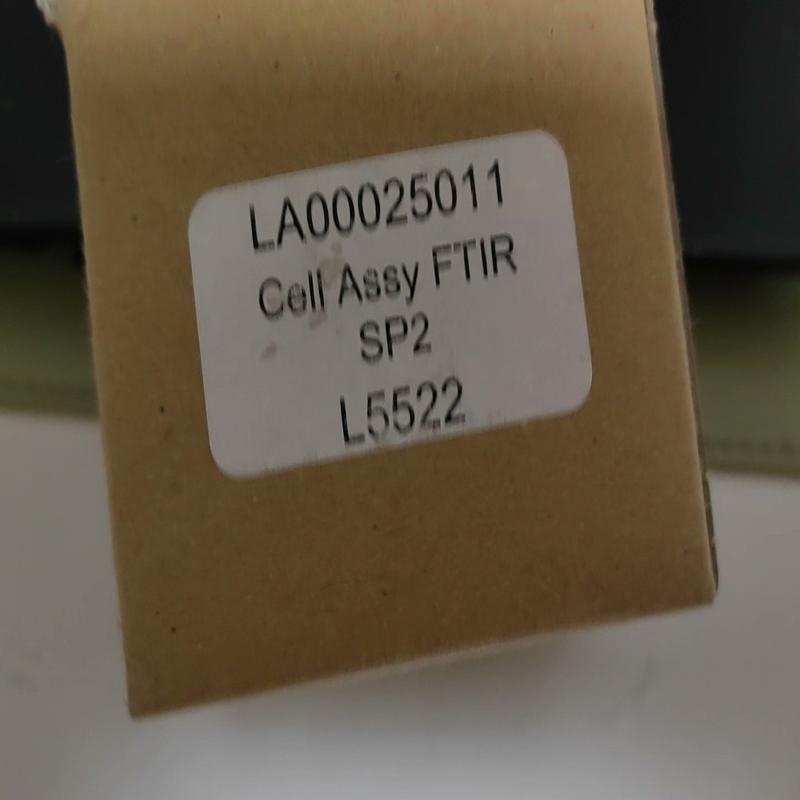 LA00025011
Cell Assy FTIR
SP2
L5522